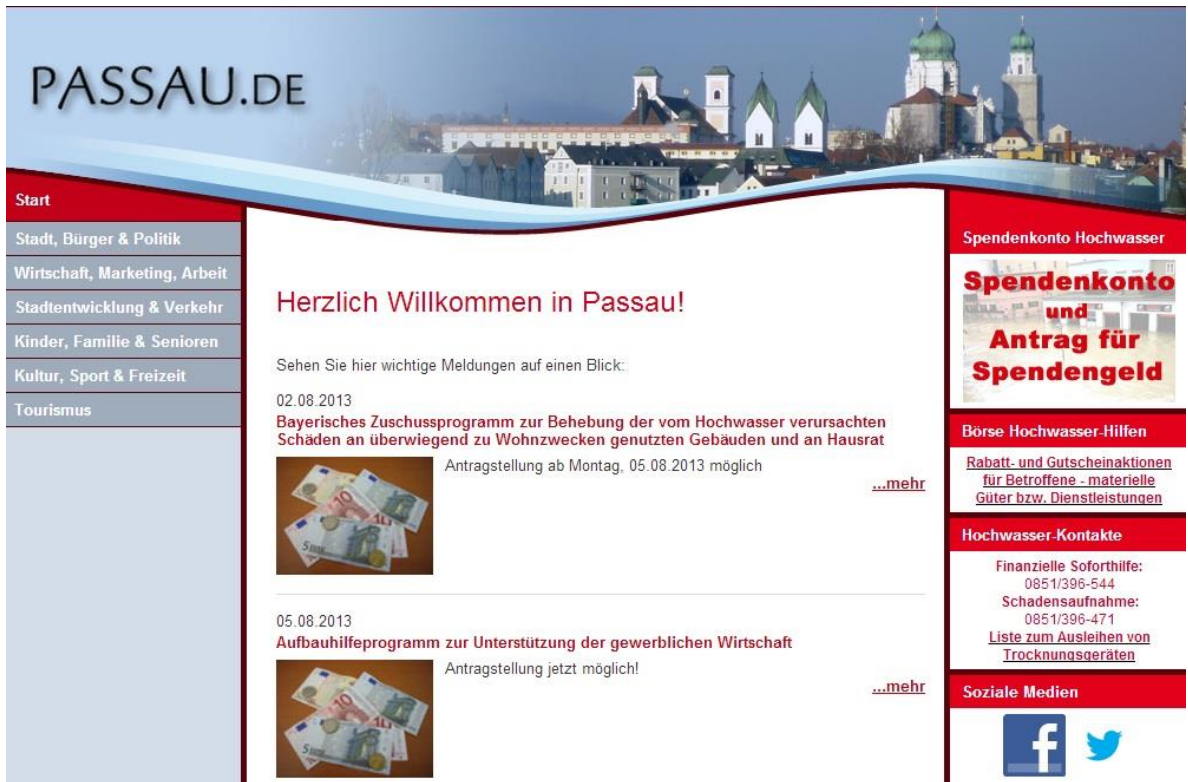 PASSAU.DE
Start
Stadt, Bürger & Politik
Wirtschaft, Marketing, Arbeit
Stadtentwicklung & Verkehr
Kinder, Familie & Senioren
Kultur, Sport & Freizeit
Tourismus
Herzlich Willkommen in Passau!
Sehen Sie hier wichtige Meldungen auf einen Blick:
02.08.2013
Bayerisches Zuschussprogramm zur Behebung der vom Hochwasser verursachten
Schäden an überwiegend zu Wohnzwecken genutzten Gebäuden und an Hausrat
Antragstellung ab Montag, 05.08.2013 möglich
...mehr
10
5 EURO
05.08.2013
Aufbauhilfeprogramm zur Unterstützung der gewerblichen Wirtschaft
Antragstellung jetzt möglich!
...mehr
10
Spendenkonto Hochwasser
Spendenkonto
und
Antrag für
Spendengeld
Börse Hochwasser-Hilfen
Rabatt- und Gutscheinaktionen
für Betroffene - materielle
Güter bzw. Dienstleistungen
Hochwasser-Kontakte
Finanzielle Soforthilfe:
0851/396-544
Schadensaufnahme:
0851/396-471
Liste zum Ausleihen von
Trocknungsgeräten
Soziale Medien
f